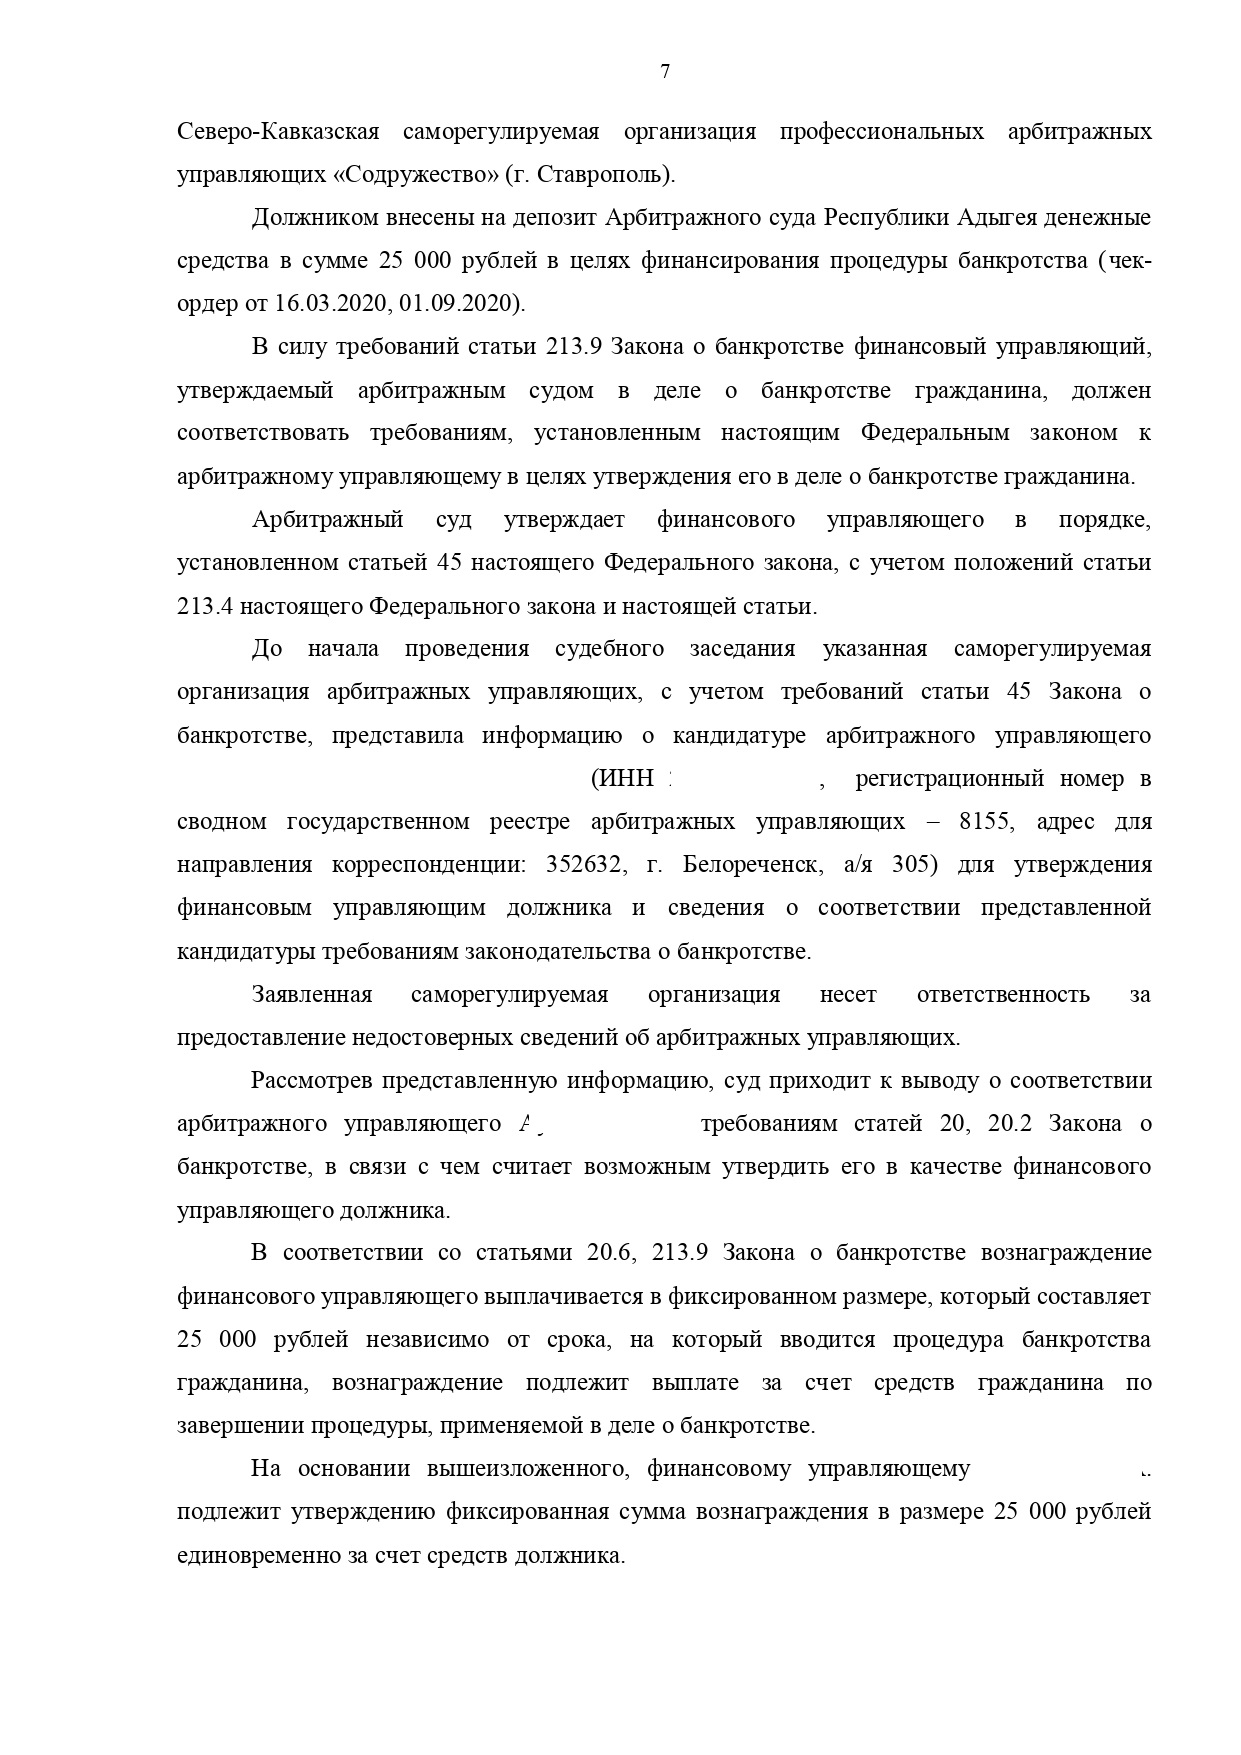 7
Северо-Кавказская саморегулируемая организация профессиональных арбитражных
управляющих «Содружество» (г. Ставрополь).
Должником внесены на депозит Арбитражного суда Республики Адыгея денежные
средства в сумме 25 000 рублей в целях финансирования процедуры банкротства (чек-
ордер от 16.03.2020, 01.09.2020).
В силу требований статьи 213.9 Закона о банкротстве финансовый управляющий,
утверждаемый арбитражным судом в деле о банкротстве гражданина, должен
соответствовать требованиям, установленным настоящим Федеральным законом к
арбитражному управляющему в целях утверждения его в деле о банкротстве гражданина.
Арбитражный суд утверждает финансового управляющего в порядке,
установленном статьей 45 настоящего Федерального закона, с учетом положений статьи
213.4 настоящего Федерального закона и настоящей статьи.
До начала проведения судебного заседания указанная саморегулируемая
организация арбитражных управляющих, с учетом требований статьи 45 Закона о
банкротстве, представила информацию о кандидатуре арбитражного управляющего
(ИНН , регистрационный номер в
сводном государственном реестре арбитражных управляющих – 8155, адрес для
направления корреспонденции: 352632, г. Белореченск, а/я 305) для утверждения
финансовым управляющим должника и сведения о соответствии представленной
кандидатуры требованиям законодательства о банкротстве.
Заявленная саморегулируемая организация несет ответственность за
предоставление недостоверных сведений об арбитражных управляющих.
Рассмотрев представленную информацию, суд приходит к выводу о соответствии
арбитражного управляющего требованиям статей 20, 20.2 Закона о
банкротстве, в связи с чем считает возможным утвердить его в качестве финансового
управляющего должника.
В соответствии со статьями 20.6, 213.9 Закона о банкротстве вознаграждение
финансового управляющего выплачивается в фиксированном размере, который составляет
25 000 рублей независимо от срока, на который вводится процедура банкротства
гражданина, вознаграждение подлежит выплате за счет средств гражданина по
завершении процедуры, применяемой в деле о банкротстве.
На основании вышеизложенного, финансовому управляющему
подлежит утверждению фиксированная сумма вознаграждения в размере 25 000 рублей
единовременно за счет средств должника.